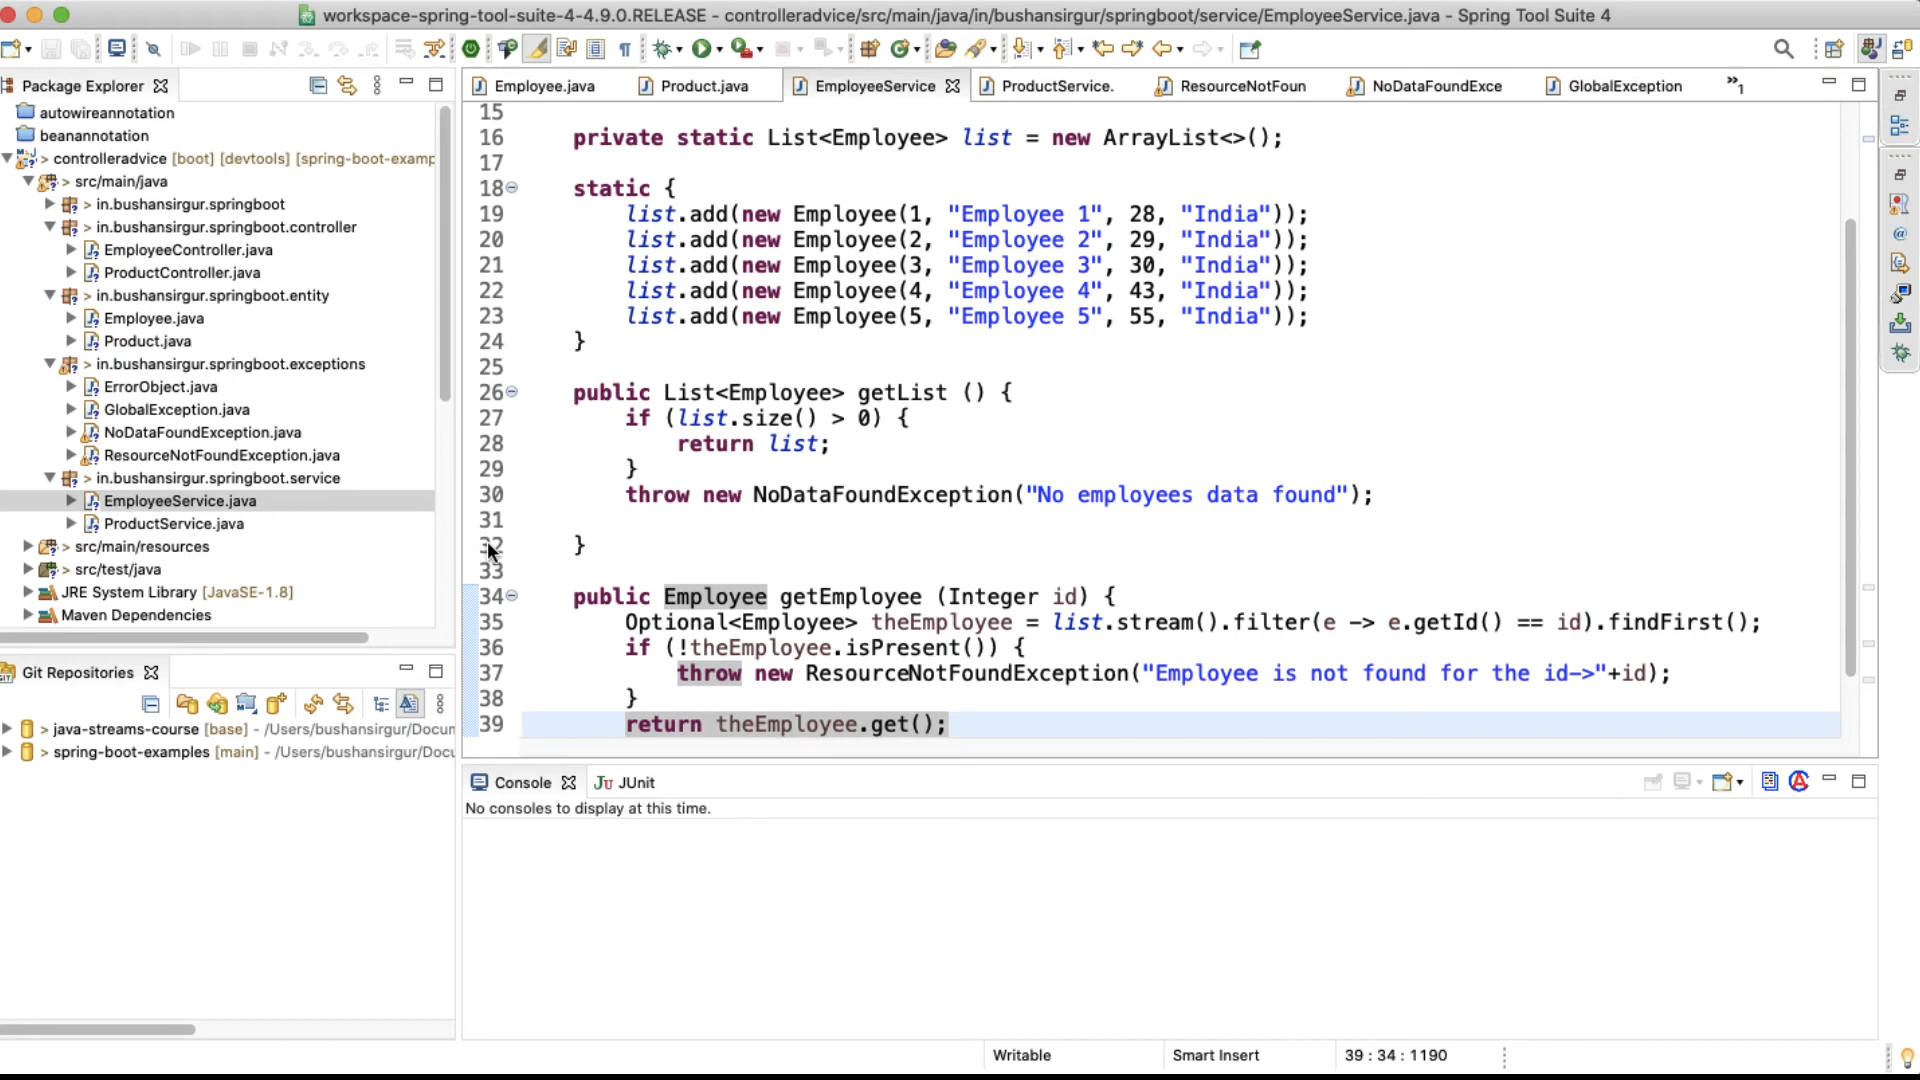 workspace-spring-tool-suite-4-4.9.0.RELEASE - controlleradvice/src/main/java/in/bushansirgur/springboot/service/EmployeeService.java - Spring Tool Suite 4
Package Explorer
autowireannotation
beanannotation
> controlleradvice [boot] [devtools] [spring-boot-examp
> src/main/java
> in.bushansirgur.springboot
> in.bushansirgur.springboot.controller
> EmployeeController.java
> ProductController.java
> in.bushansirgur.springboot.entity
> Employee.java
> Product.java
> in.bushansirgur.springboot.exceptions
> ErrorObject.java
> GlobalException.java
> NoDataFoundException.java
> ResourceNotFoundException.java
> in.bushansirgur.springboot.service
> EmployeeService.java
> ProductService.java
> src/main/resources
> src/test/java
JRE System Library [JavaSE-1.8]
Maven Dependencies
Git Repositories
> java-streams-course [base] - /Users/bushansirgur/Docum
> spring-boot-examples [main] - /Users/bushansirgur/Docu
Employee.java Product.java EmployeeService ProductService. ResourceNotFoun NoDataFoundExce GlobalException »1
15
16 private static List<Employee> list = new ArrayList<>();
17
18 static {
19 list.add(new Employee(1, "Employee 1", 28, "India"));
20 list.add(new Employee(2, "Employee 2", 29, "India"));
21 list.add(new Employee(3, "Employee 3", 30, "India"));
22 list.add(new Employee(4, "Employee 4", 43, "India"));
23 list.add(new Employee(5, "Employee 5", 55, "India"));
24 }
25
26 public List<Employee> getList () {
27 if (list.size() > 0) {
28 return list;
29 }
30 throw new NoDataFoundException("No employees data found");
31
32 }
33
34 public Employee getEmployee (Integer id) {
35 Optional<Employee> theEmployee = list.stream().filter(e -> e.getId() == id).findFirst();
36 if (!theEmployee.isPresent()) {
37 throw new ResourceNotFoundException("Employee is not found for the id->"+id);
38 }
39 return theEmployee.get();
Console Ju JUnit
No consoles to display at this time.
Writable Smart Insert 39 : 34 : 1190